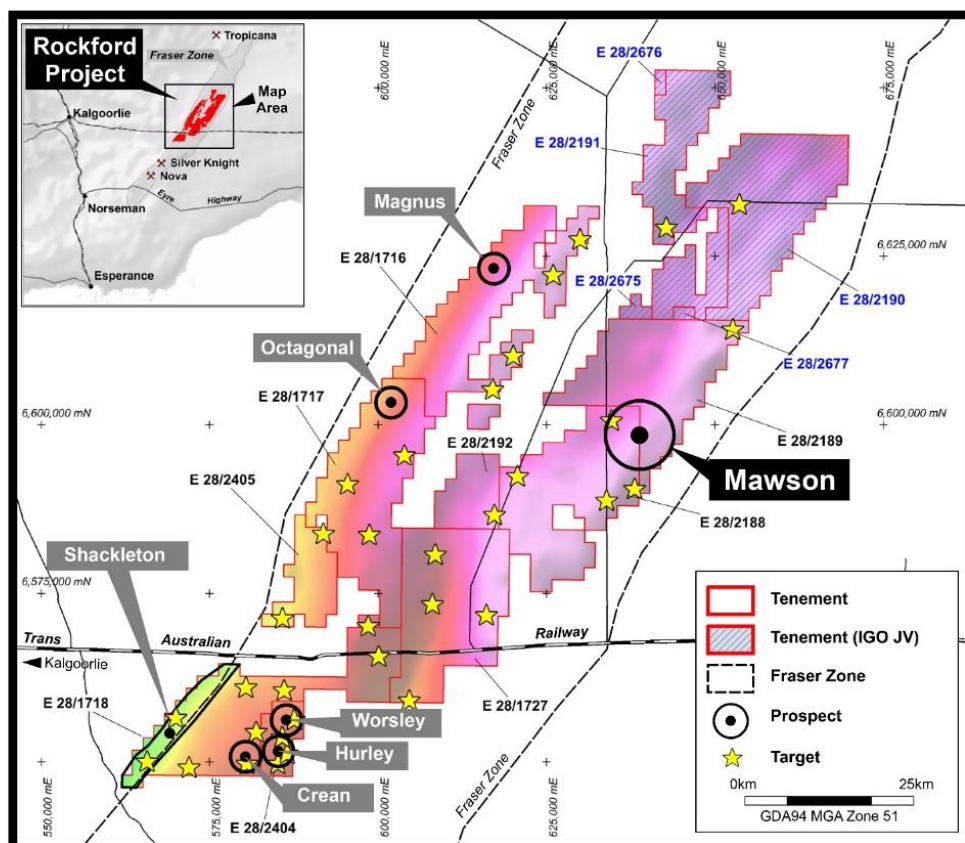 Rockford
Project
Tropicana
Fraser Zone
Map
Area
Kalgoorlie
Silver Knight
Nova
Norseman
Eyre
Highway
Esperance
600,000 mE
625,000 mE
650,000 mE
675,000 mE
Fraser Zone
E 28/2676
E 28/2191
Magnus
E 28/1716
6,625,000 mN
E 28/2675
E 28/2190
Octagonal
E 28/2677
E 28/1717
6,600,000 mN
6,600,000 mN
E 28/2192
E 28/2189
E 28/2405
Mawson
E 28/2188
Shackleton
6,575,000 mN
Trans
Australian
Railway
Kalgoorlie
E 28/1718
E 28/1727
Worsley
Hurley
Crean
E 28/2404
Fraser Zone
550,000 mE
575,000 mE
600,000 mE
625,000 mE
Tenement
Tenement (IGO JV)
Fraser Zone
Prospect
Target
0km
25km
GDA94 MGA Zone 51